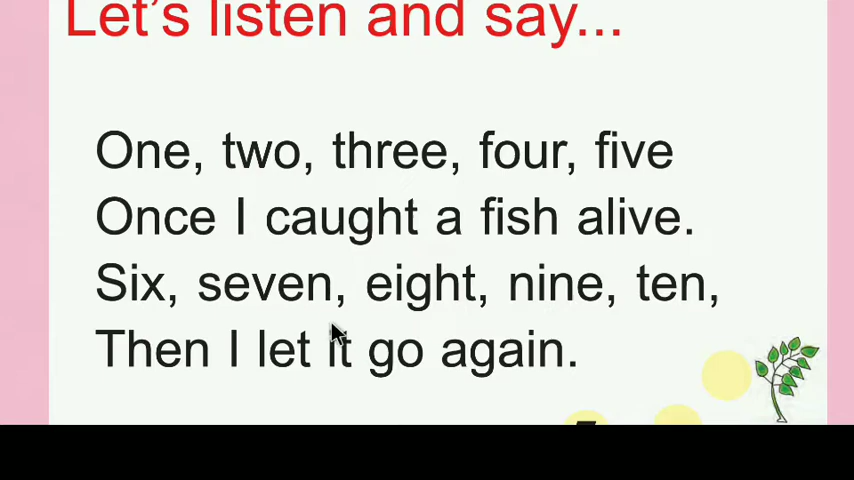 Let's listen and say...
One, two, three, four, five
Once I caught a fish alive.
Six, seven, eight, nine, ten,
Then I let it go again.